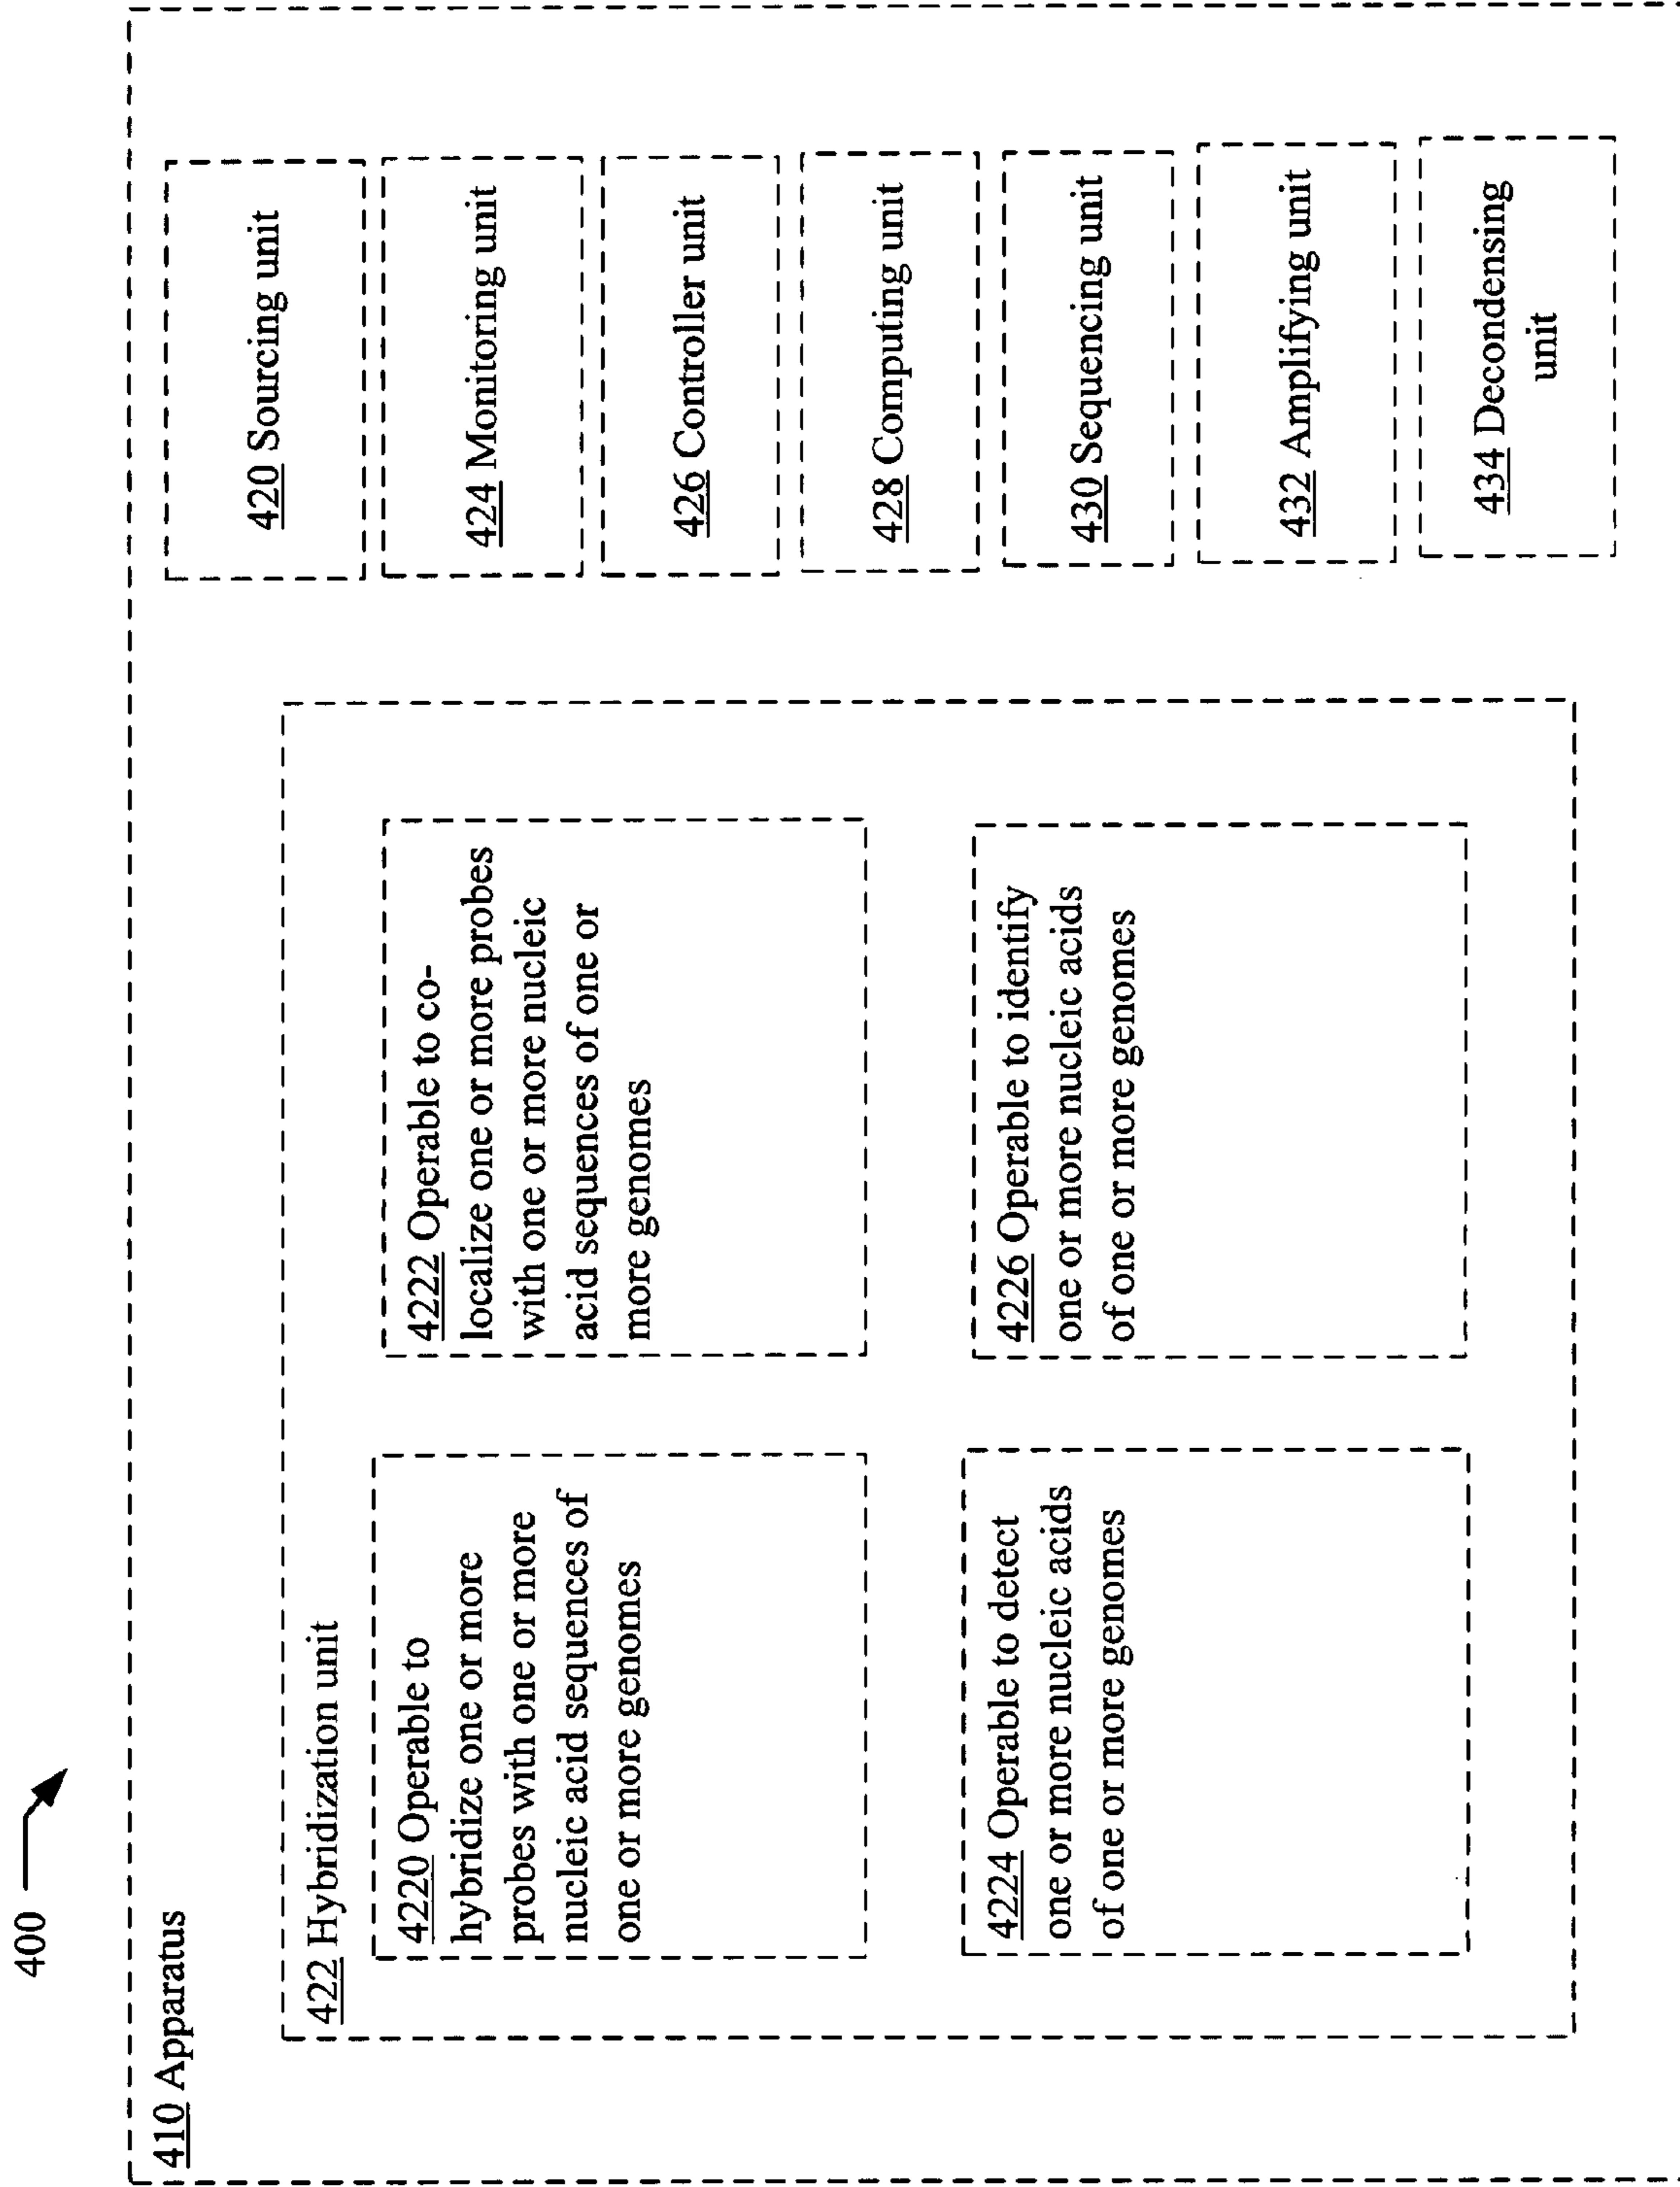 400
410 Apparatus
422 Hybridization unit
4220 Operable to
hybridize one or more
probes with one or more
nucleic acid sequences of
one or more genomes
4222 Operable to co-
localize one or more probes
with one or more nucleic
acid sequences of one or
more genomes
4224 Operable to detect
one or more nucleic acids
of one or more genomes
4226 Operable to identify
one or more nucleic acids
of one or more genomes
420 Sourcing unit
424 Monitoring unit
426 Controller unit
428 Computing unit
430 Sequencing unit
432 Amplifying unit
434 Decondensing
unit